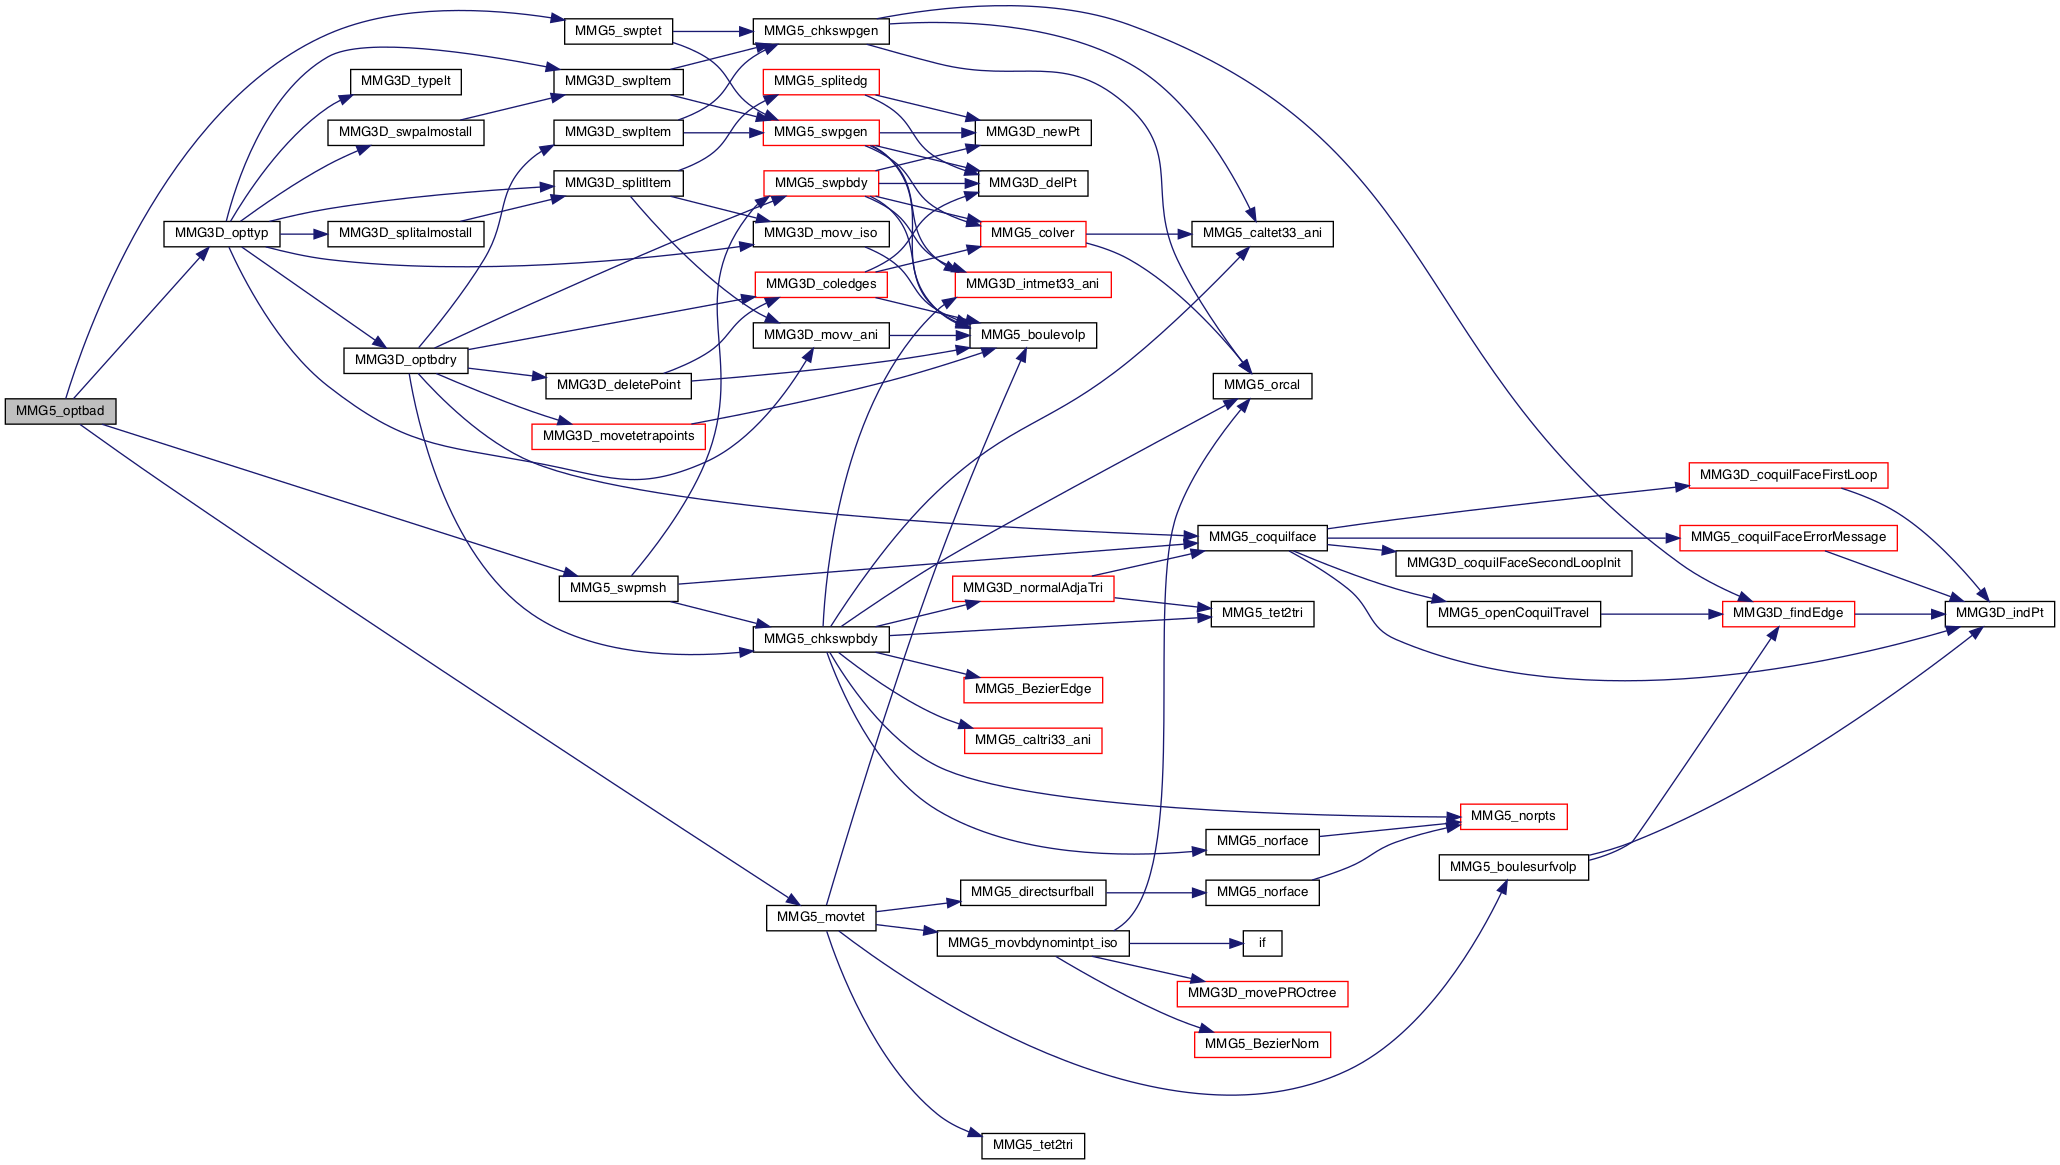 MMG5_swptet
MMG5_chkswpgen
MMG3D_typeIt
MMG3D_swpItem
MMG5_splitedg
MMG3D_swpalmostall
MMG3D_swpItem
MMG5_swpgen
MMG3D_newPt
MMG3D_splitItem
MMG5_swpbdy
MMG3D_delPt
MMG3D_opttyp
MMG3D_splitalmostall
MMG3D_movv_iso
MMG5_colver
MMG5_caltet33_ani
MMG3D_coledges
MMG3D_intmet33_ani
MMG3D_movv_ani
MMG5_boulevolp
MMG3D_optbdry
MMG3D_deletePoint
MMG5_orcal
MMG5_optbad
MMG3D_movetetrapoints
MMG3D_coquilFaceFirstLoop
MMG5_coquilface
MMG5_coquilFaceErrorMessage
MMG3D_coquilFaceSecondLoopInit
MMG5_swpmsh
MMG3D_normalAdjaTri
MMG5_tet2tri
MMG5_openCoquilTravel
MMG3D_findEdge
MMG3D_indPt
MMG5_chkswpbdy
MMG5_BezierEdge
MMG5_caltri33_ani
MMG5_norpts
MMG5_norface
MMG5_boulesurfvolp
MMG5_directsurfball
MMG5_norface
MMG5_movtet
MMG5_movbdynomintpt_iso
if
MMG3D_movePROctree
MMG5_BezierNom
MMG5_tet2tri